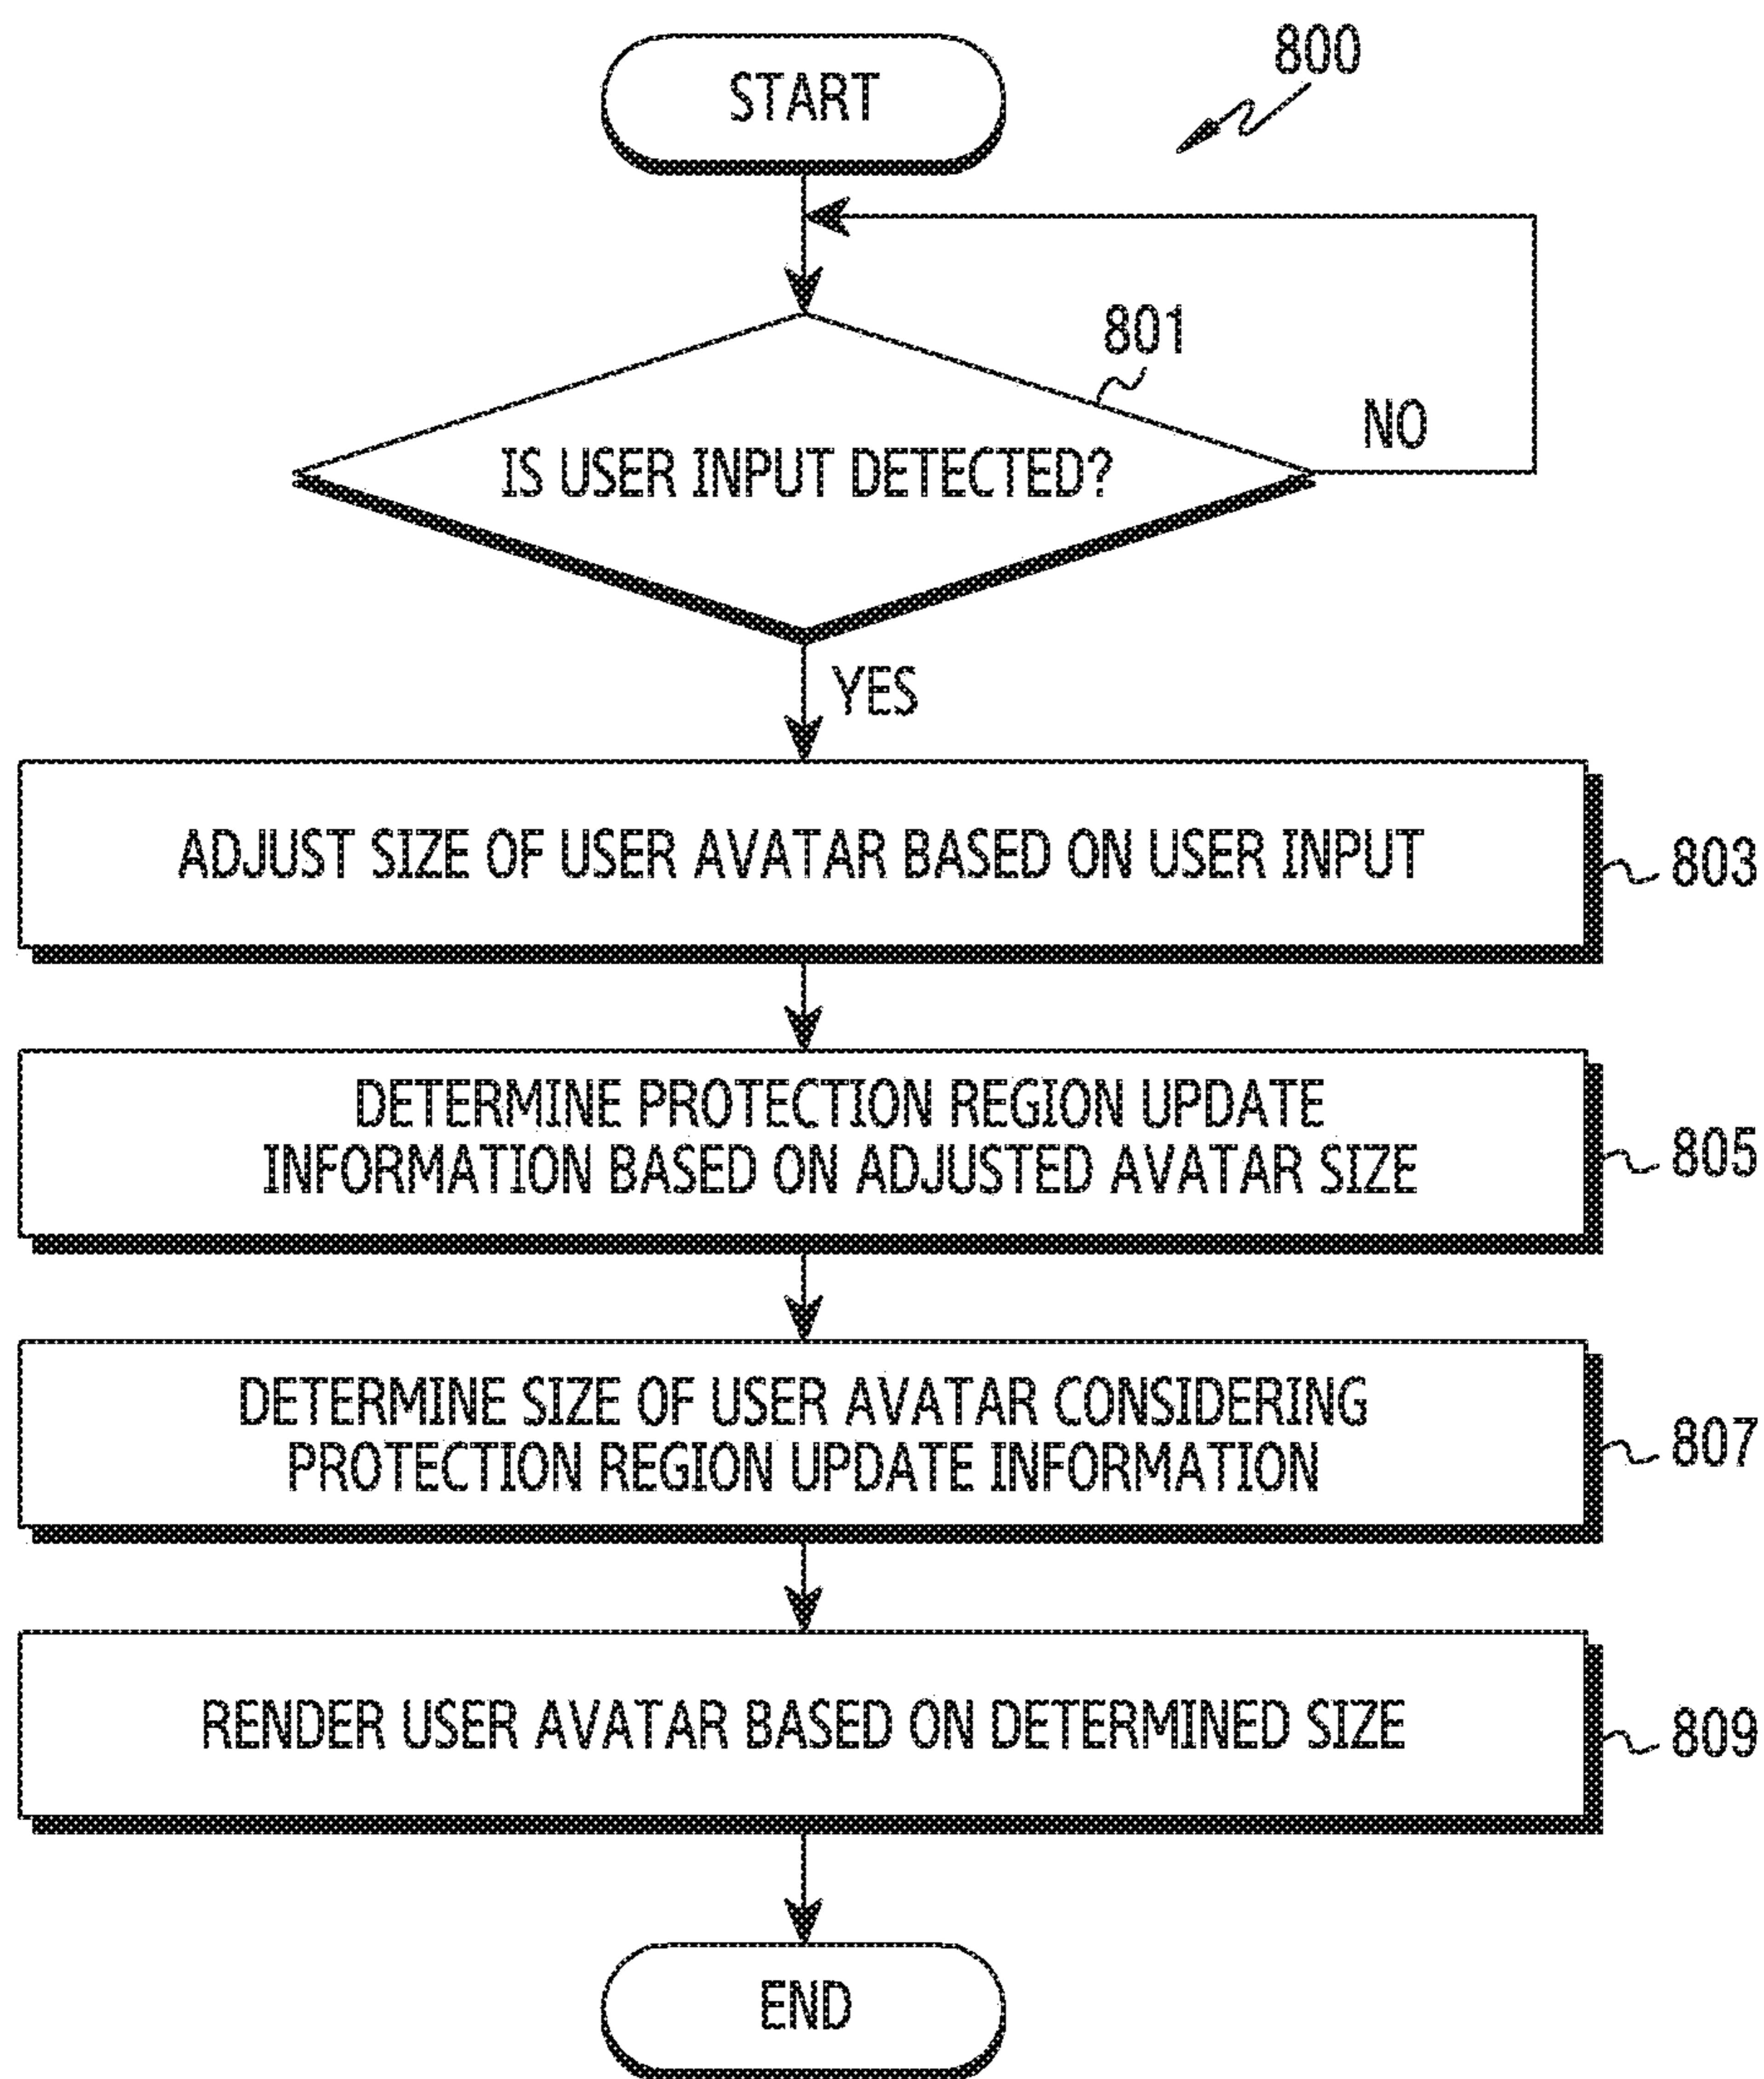 START
800
801
IS USER INPUT DETECTED?
NO
YES
ADJUST SIZE OF USER AVATAR BASED ON USER INPUT
803
DETERMINE PROTECTION REGION UPDATE
INFORMATION BASED ON ADJUSTED AVATAR SIZE
805
DETERMINE SIZE OF USER AVATAR CONSIDERING
PROTECTION REGION UPDATE INFORMATION
807
RENDER USER AVATAR BASED ON DETERMINED SIZE
809
END